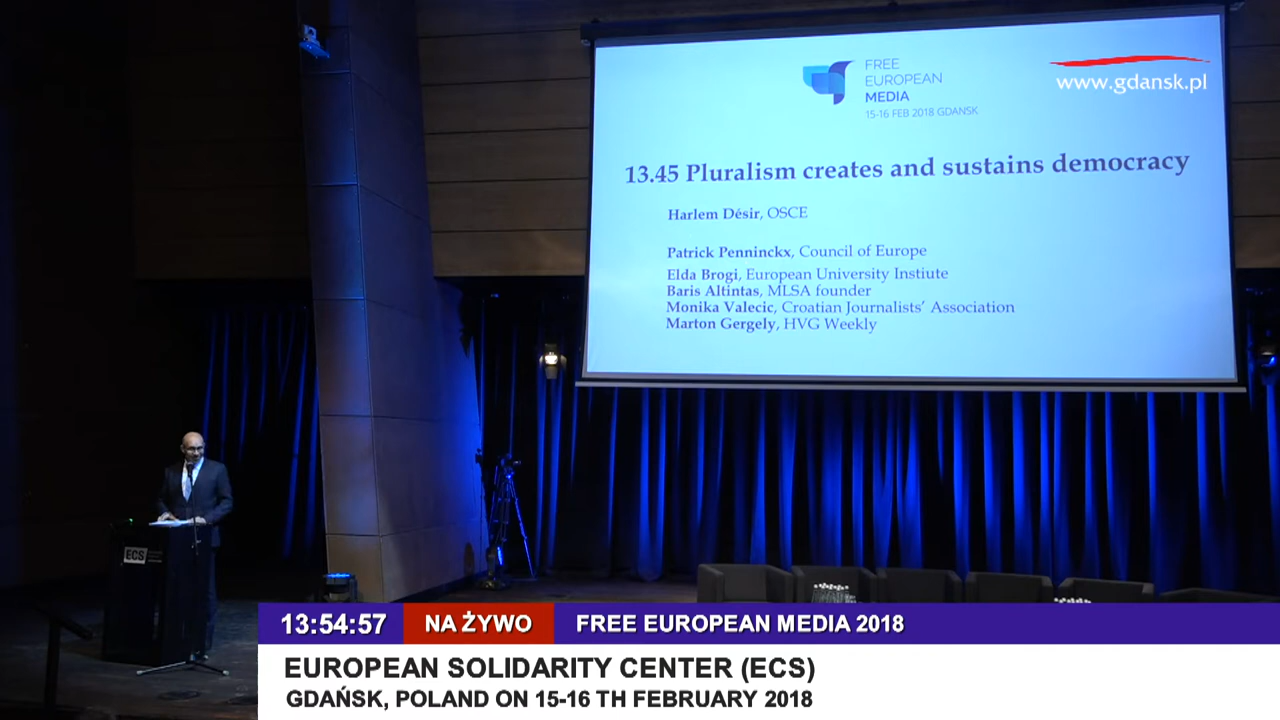 FREE
EUROPEAN
MEDIA
15-16 FEB 2018 GDANSK
www.gdansk.pl
13.45 Pluralism creates and sustains democracy
Harlem Désir, OSCE
Patrick Penninckx, Council of Europe
Elda Brogi, European University Instiute
Baris Altintas, MLSA founder
Monika Valecic, Croatian Journalists' Association
Marton Gergely, HVG Weekly
ECS
13:54:57 NA ŻYWO FREE EUROPEAN MEDIA 2018
EUROPEAN SOLIDARITY CENTER (ECS)
GDAŃSK, POLAND ON 15-16 TH FEBRUARY 2018